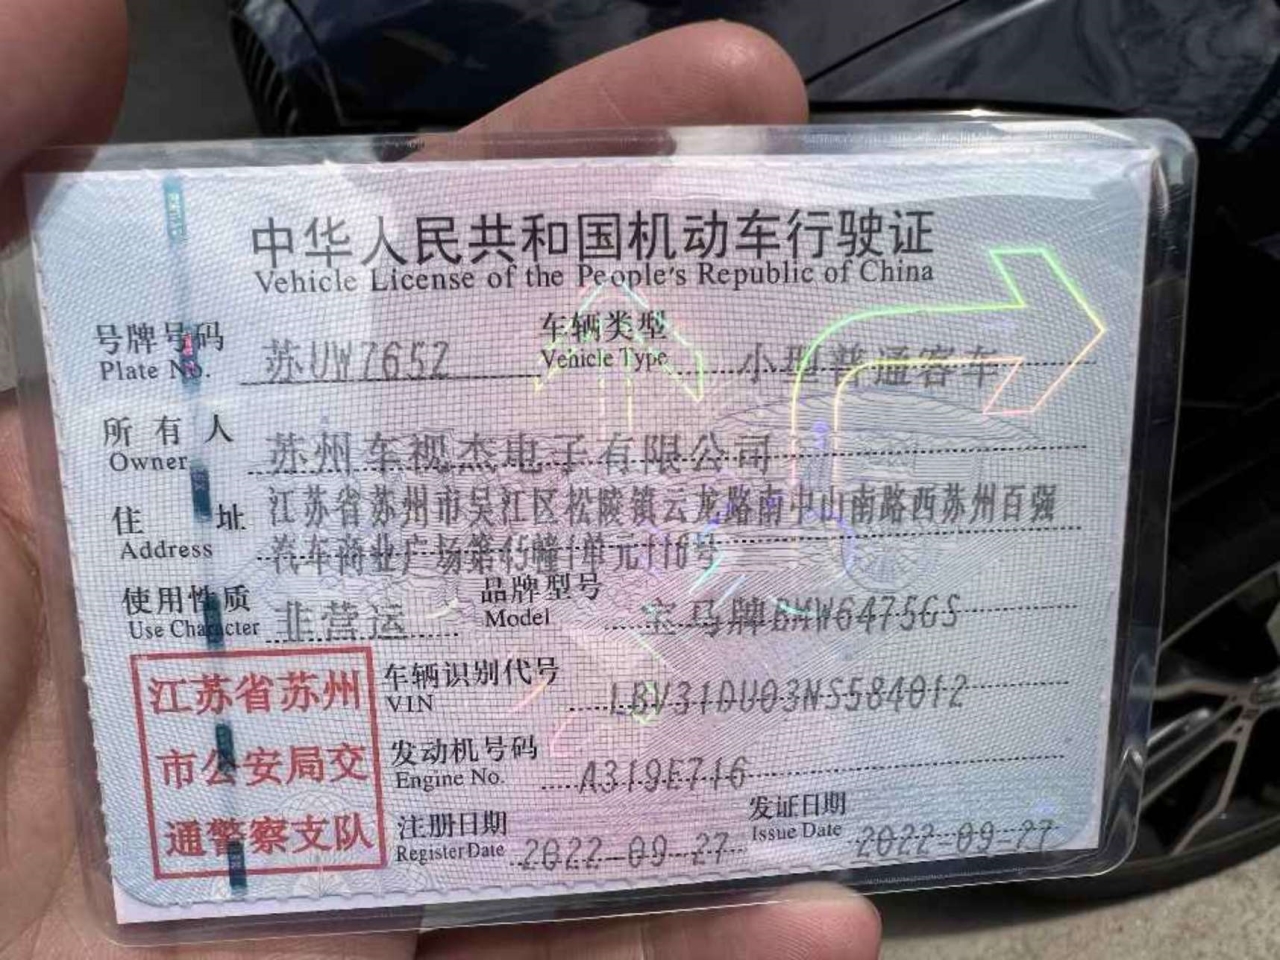 中华人民共和国机动车行驶证
Vehicle License of the People's Republic of China
号牌号码 苏UW7652 车辆类型 小型普通客车
Plate No. Vehicle Type
所有人 苏州车视杰电子有限公司
Owner
住址 江苏省苏州市吴江区松陵镇云龙路南中山南路西苏州百强
Address 汽车商业广场第45幢1单元118号
使用性质 非营运 品牌型号 宝马牌BMW6475GS
Use Character Model
江苏省苏州
市公安局交
通警察支队
车辆识别代号 LBV31DU03NS584012
VIN
发动机号码 A319E716
Engine No.
注册日期 2022-09-27 发证日期 2022-09-27
Register Date Issue Date